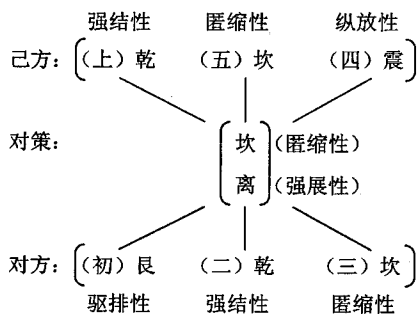 强结性 匿缩性 纵放性
己方：（上）乾 （五）坎 （四）震
对策： 坎（匿缩性）
离（强展性）
对方：（初）艮 （二）乾 （三）坎
驱排性 强结性 匿缩性